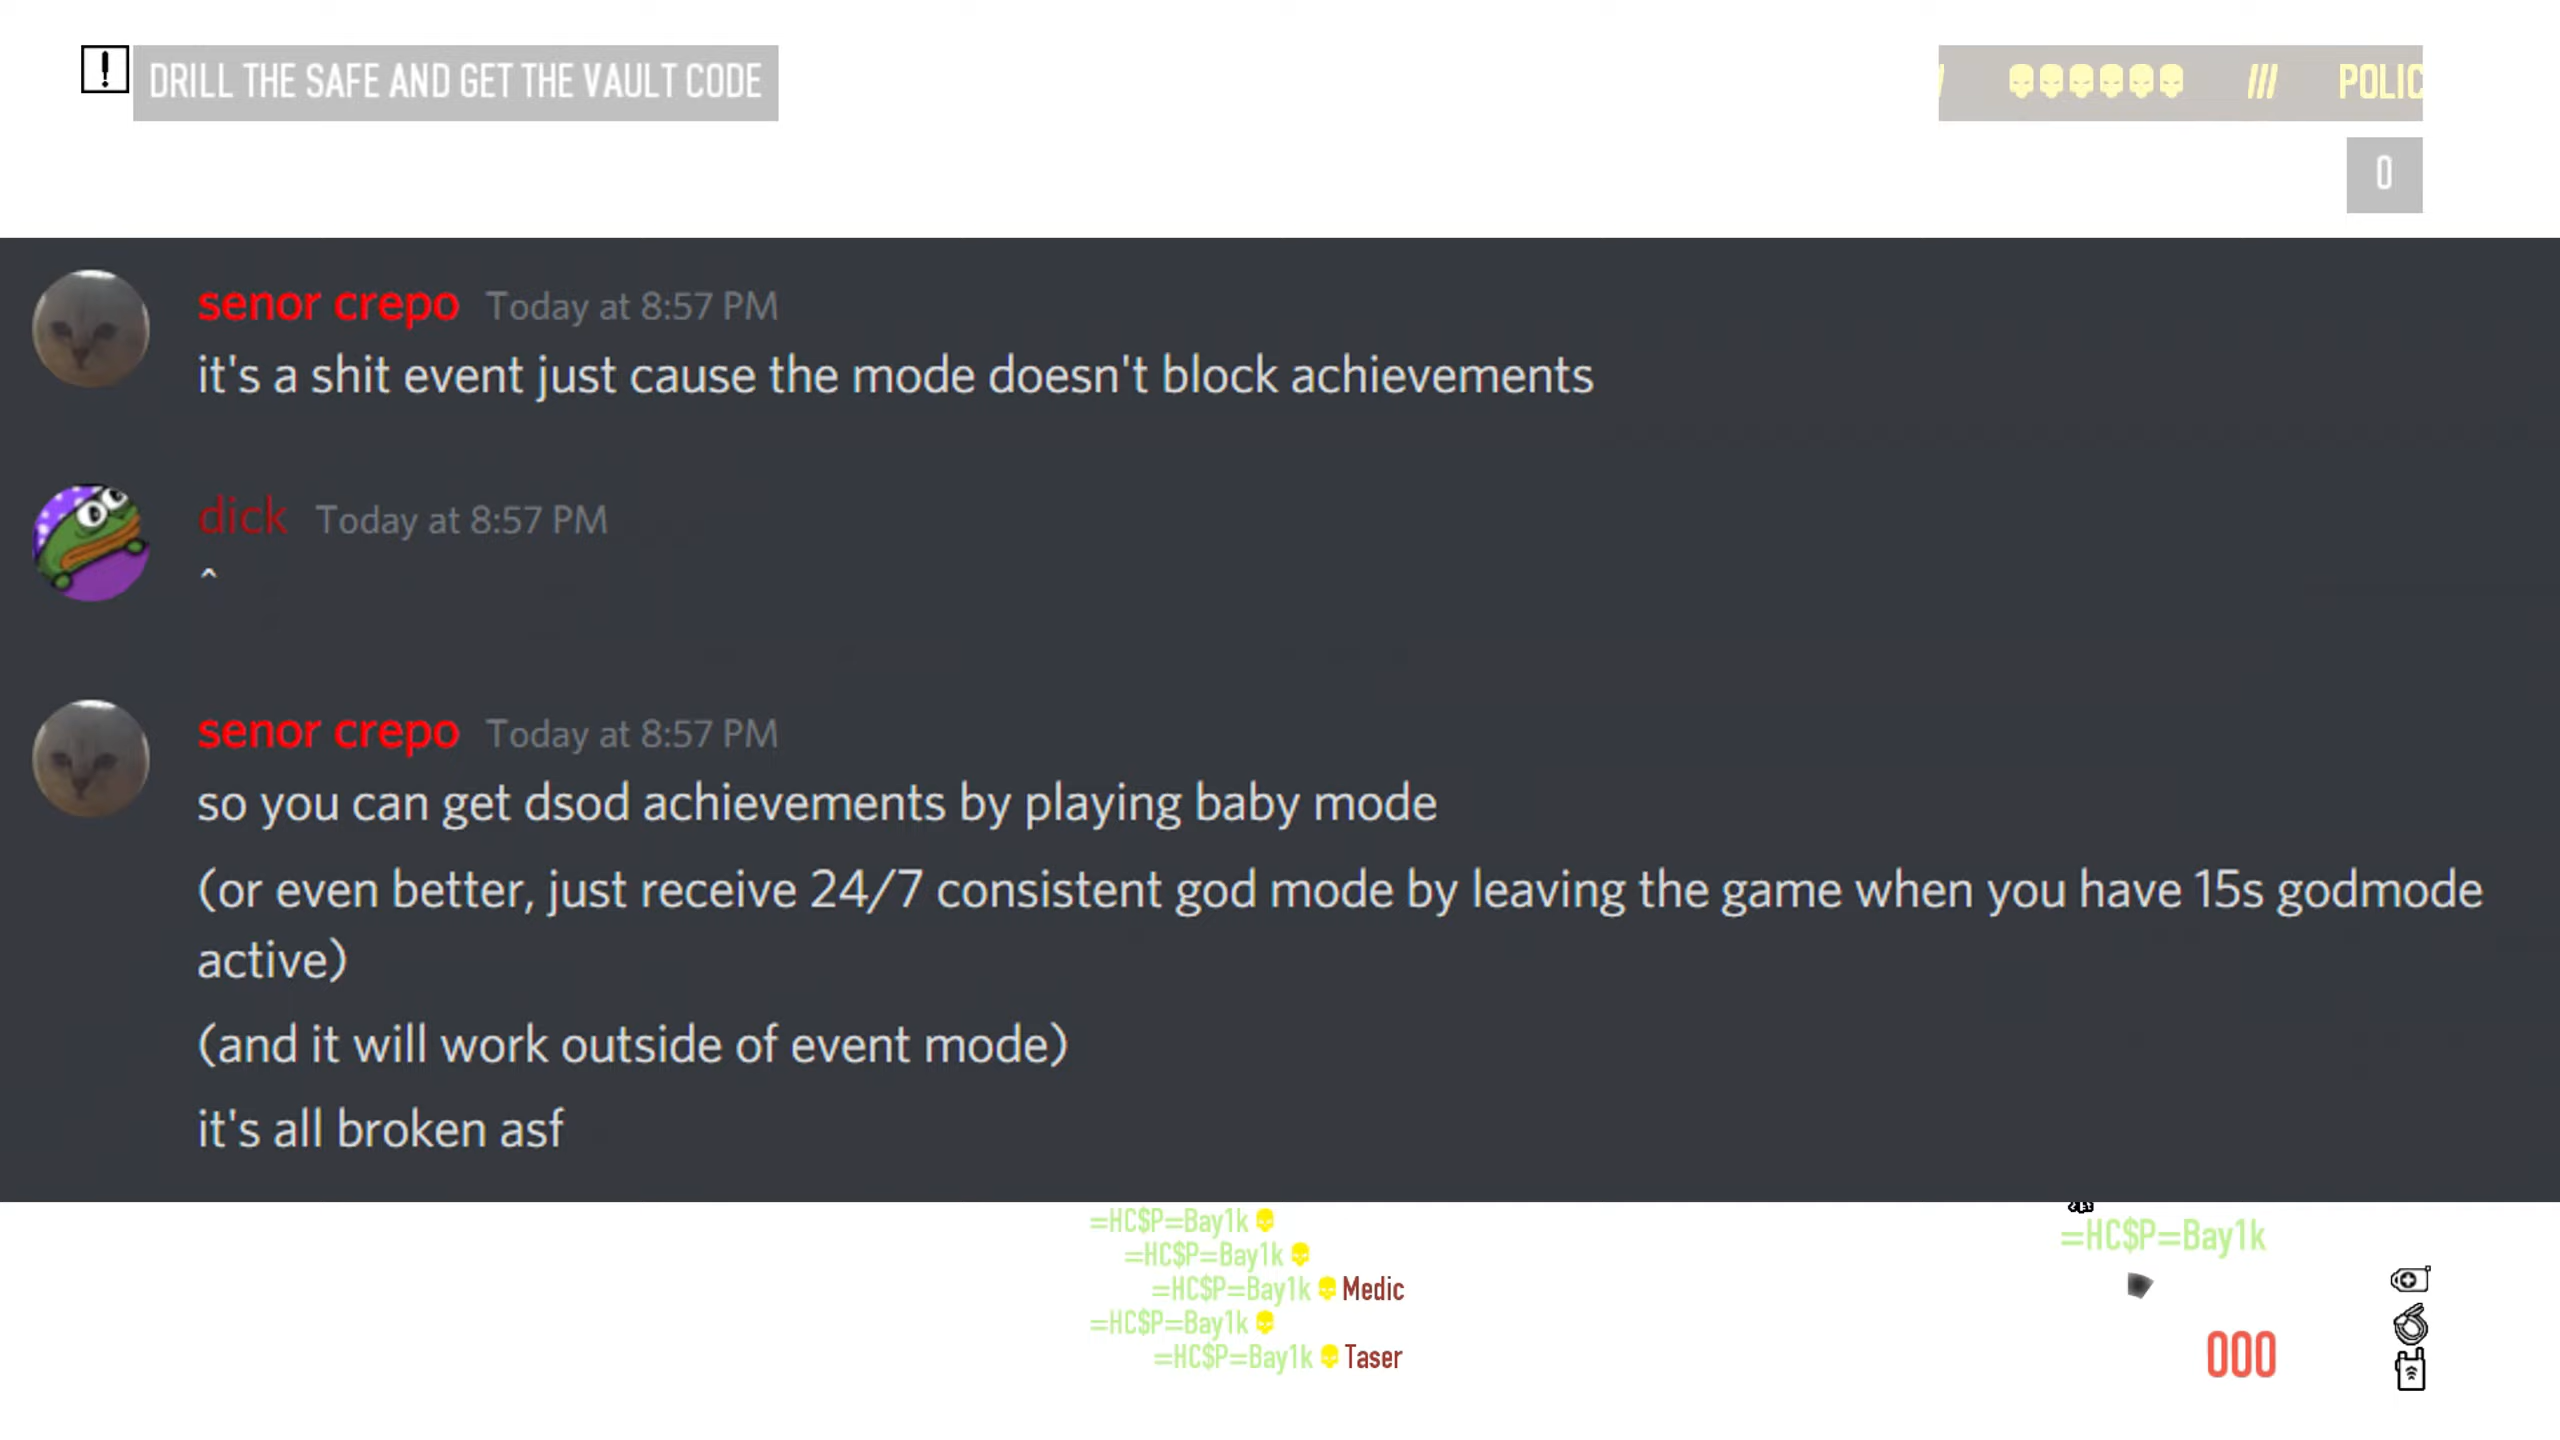 DRILL THE SAFE AND GET THE VAULT CODE
/// POLIC
0
senor crepo Today at 8:57 PM
it's a shit event just cause the mode doesn't block achievements
dick Today at 8:57 PM
^
senor crepo Today at 8:57 PM
so you can get dsod achievements by playing baby mode
(or even better, just receive 24/7 consistent god mode by leaving the game when you have 15s godmode
active)
(and it will work outside of event mode)
it's all broken asf
=HC$P=Bay1k
=HC$P=Bay1k
=HC$P=Bay1k Medic
=HC$P=Bay1k
=HC$P=Bay1k Taser
=HC$P=Bay1k
000